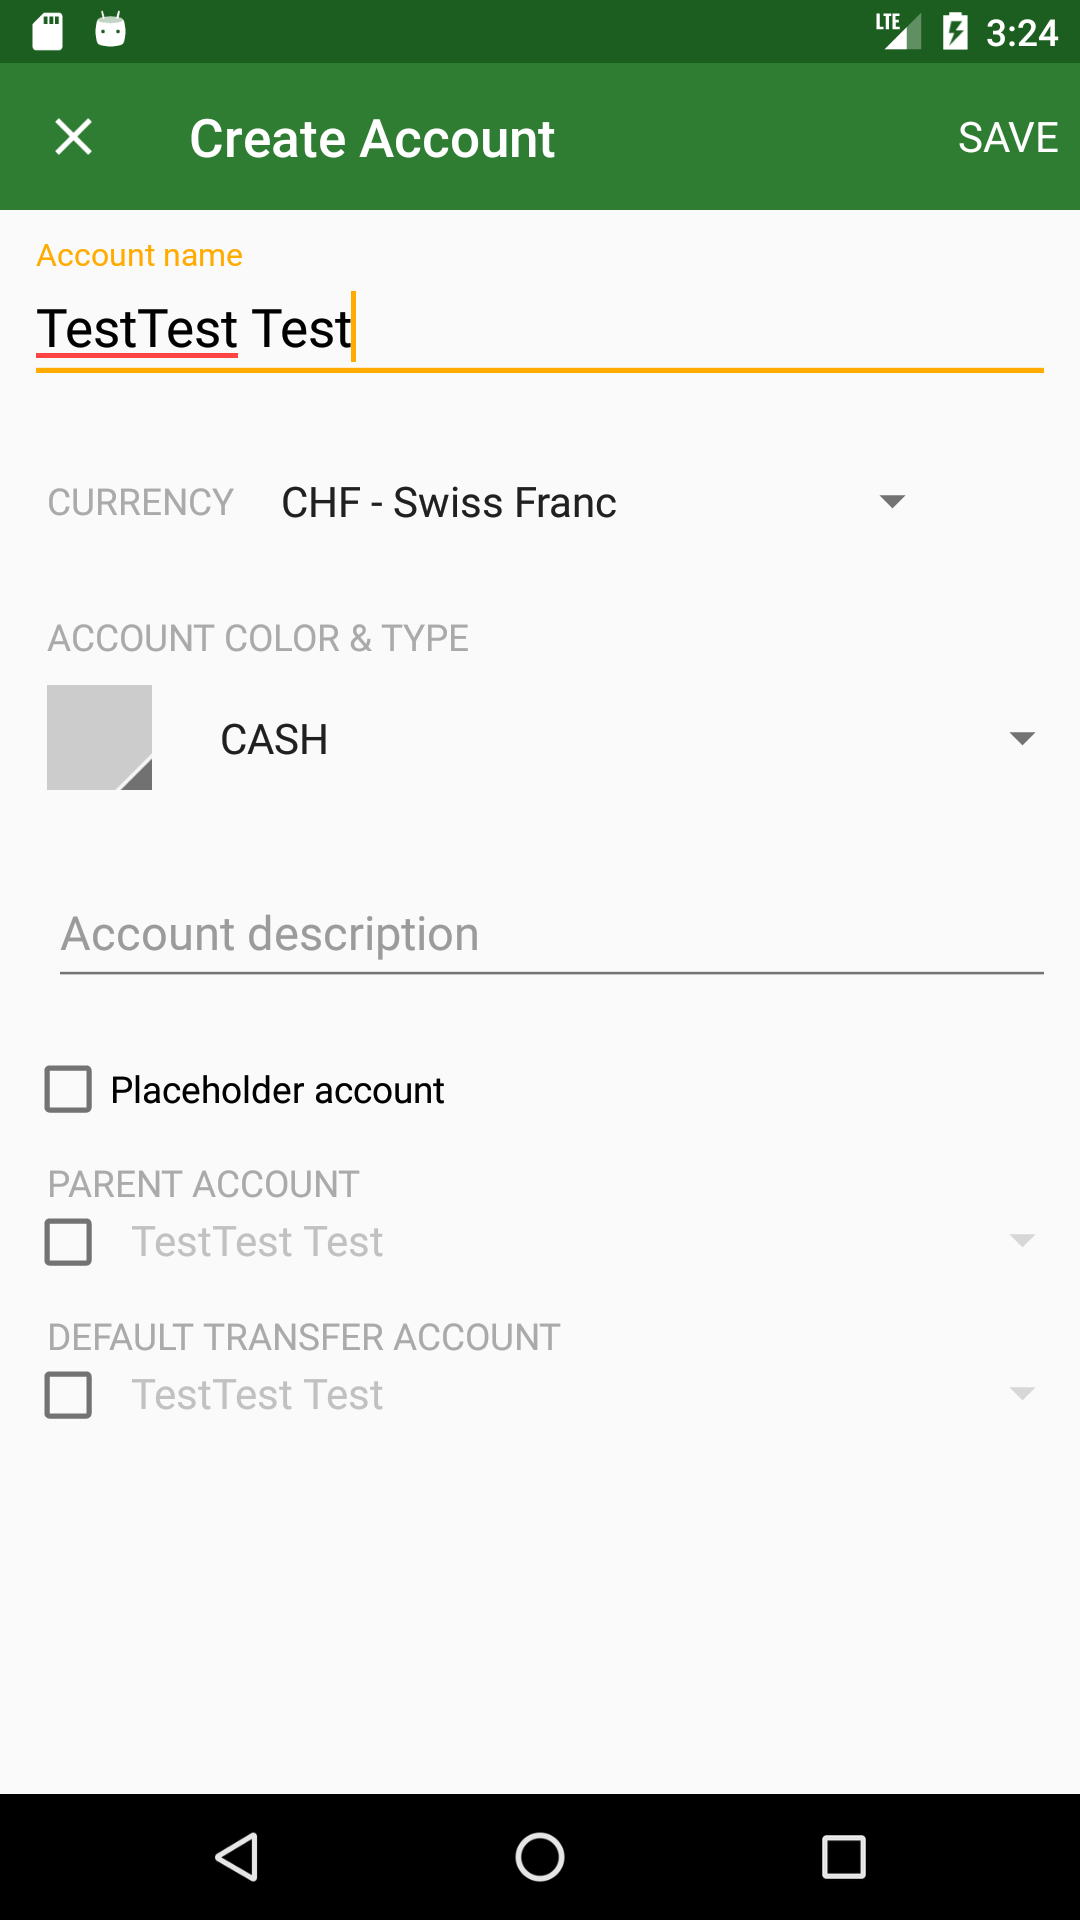 LTE 3:24
Create Account SAVE
Account name
TestTest Test
CURRENCY CHF - Swiss Franc
ACCOUNT COLOR & TYPE
CASH
Account description
Placeholder account
PARENT ACCOUNT
TestTest Test
DEFAULT TRANSFER ACCOUNT
TestTest Test